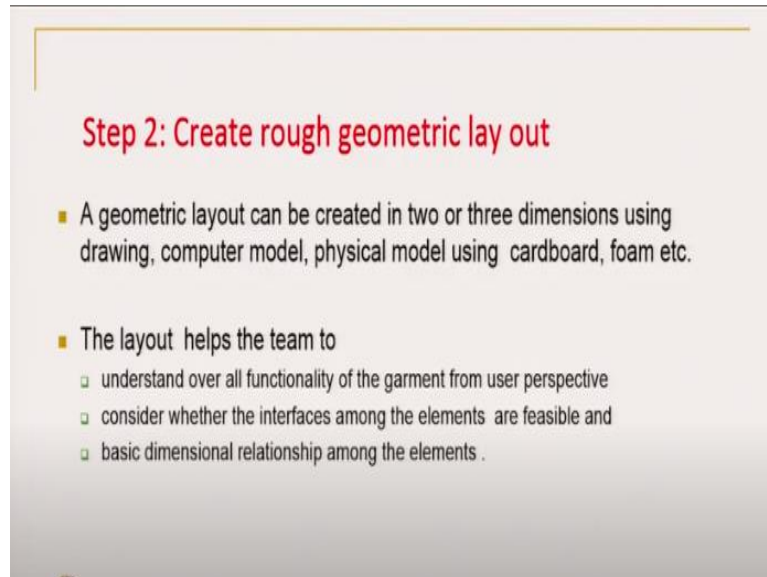 Step 2: Create rough geometric lay out
A geometric layout can be created in two or three dimensions using
drawing, computer model, physical model using cardboard, foam etc.
The layout helps the team to
understand over all functionality of the garment from user perspective
consider whether the interfaces among the elements are feasible and
basic dimensional relationship among the elements .